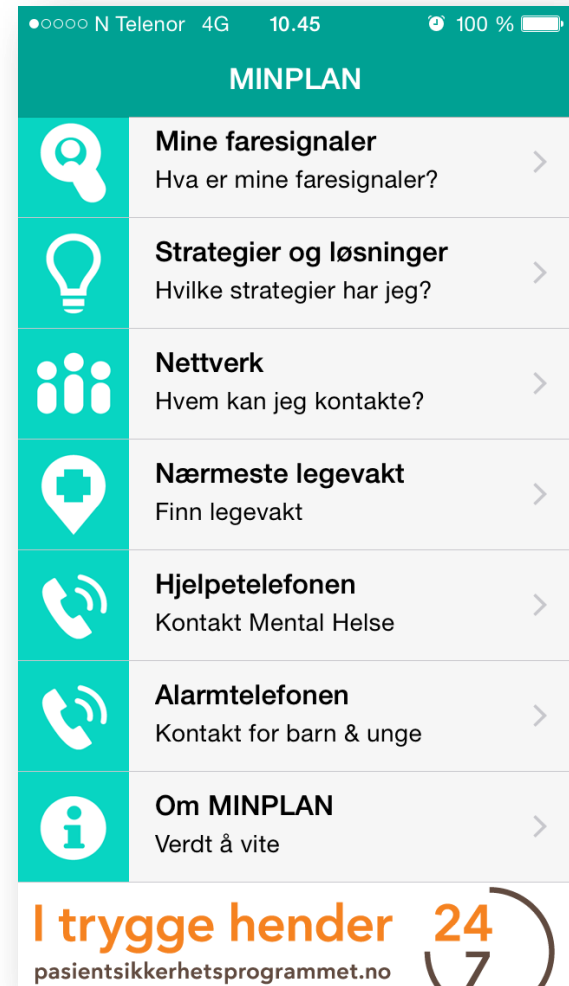 N Telenor 4G 10.45 100 %
MINPLAN
Mine faresignaler
Hva er mine faresignaler?
Strategier og løsninger
Hvilke strategier har jeg?
Nettverk
Hvem kan jeg kontakte?
Nærmeste legevakt
Finn legevakt
Hjelpetelefonen
Kontakt Mental Helse
Alarmtelefonen
Kontakt for barn & unge
Om MINPLAN
Verdt å vite
I trygge hender 24
pasientsikkerhetsprogrammet.no 7